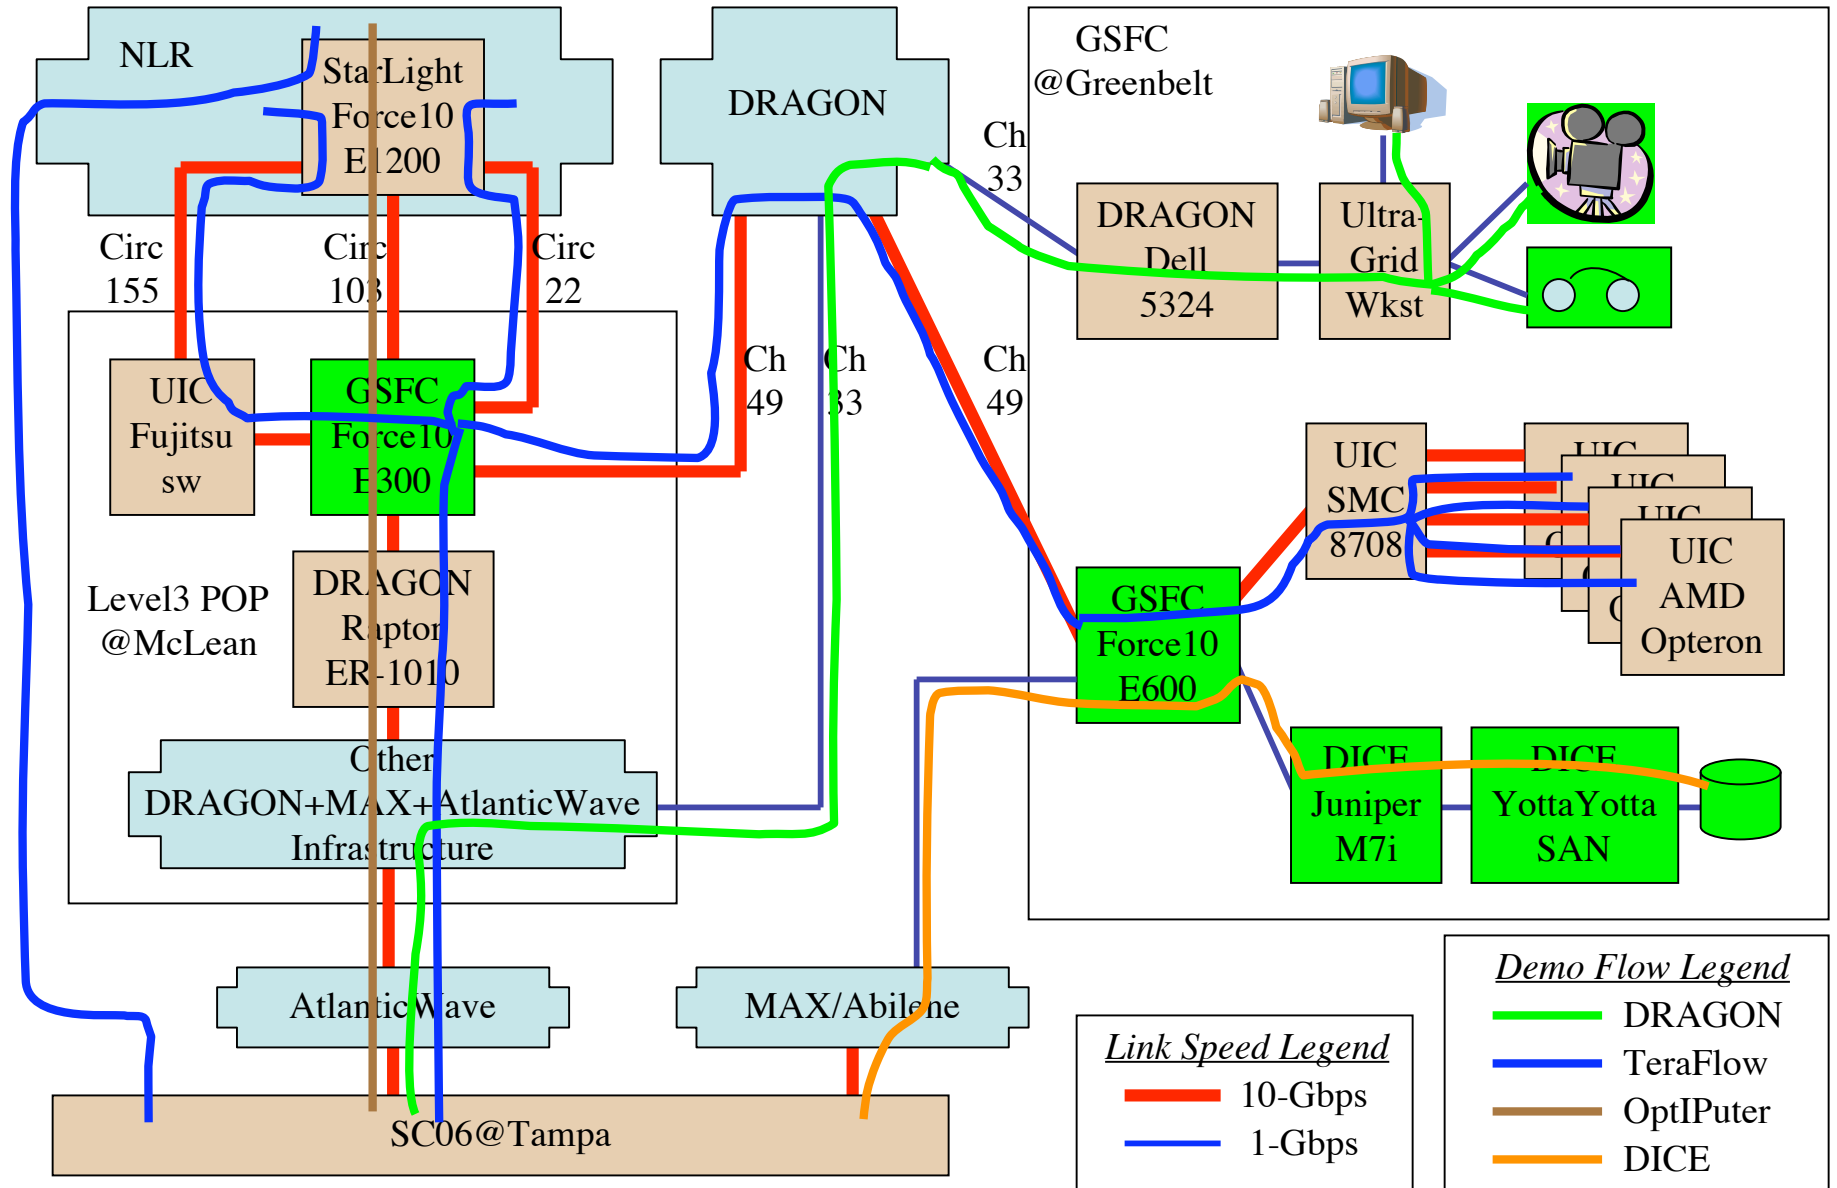 NLR
StarLight
Force10
E1200
DRAGON
GSFC
@Greenbelt
Ch
33
DRAGON
Dell
5324
Ultra-
Grid
Wkst
Circ
155
Circ
103
Circ
22
Ch
49
Ch
33
Ch
49
UIC
Fujitsu
sw
GSFC
Force10
E300
Level3 POP
@McLean
DRAGON
Raptor
ER-1010
Other
DRAGON+MAX+AtlanticWave
Infrastructure
UIC
SMC
8708
UIC
UIC
UIC
UIC
AMD
Opteron
GSFC
Force10
E600
DICE
Juniper
M7i
DICE
YottaYotta
SAN
AtlanticWave
MAX/Abilene
SC06@Tampa
Link Speed Legend
10-Gbps
1-Gbps
Demo Flow Legend
DRAGON
TeraFlow
OptIPuter
DICE